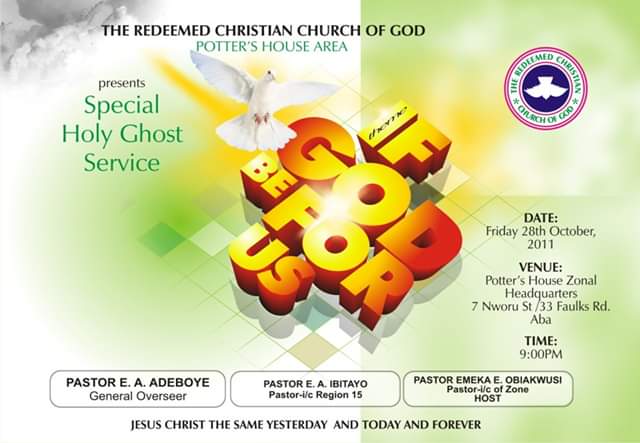 THE REDEEMED CHRISTIAN CHURCH OF GOD
POTTER'S HOUSE AREA
presents
Special
Holy Ghost
Service
THE REDEEMED CHRISTIAN
CHURCH OF GOD
theme
IF
GOD
BE
FOR
US
DATE:
Friday 28th October,
2011
VENUE:
Potter's House Zonal
Headquarters
7 Nworu St /33 Faulks Rd.
Aba
TIME:
9:00PM
PASTOR E. A. ADEBOYE
General Overseer
PASTOR E. A. IBITAYO
Pastor-i/c Region 15
PASTOR EMEKA E. OBIAKWUSI
Pastor-i/c of Zone
HOST
JESUS CHRIST THE SAME YESTERDAY AND TODAY AND FOREVER